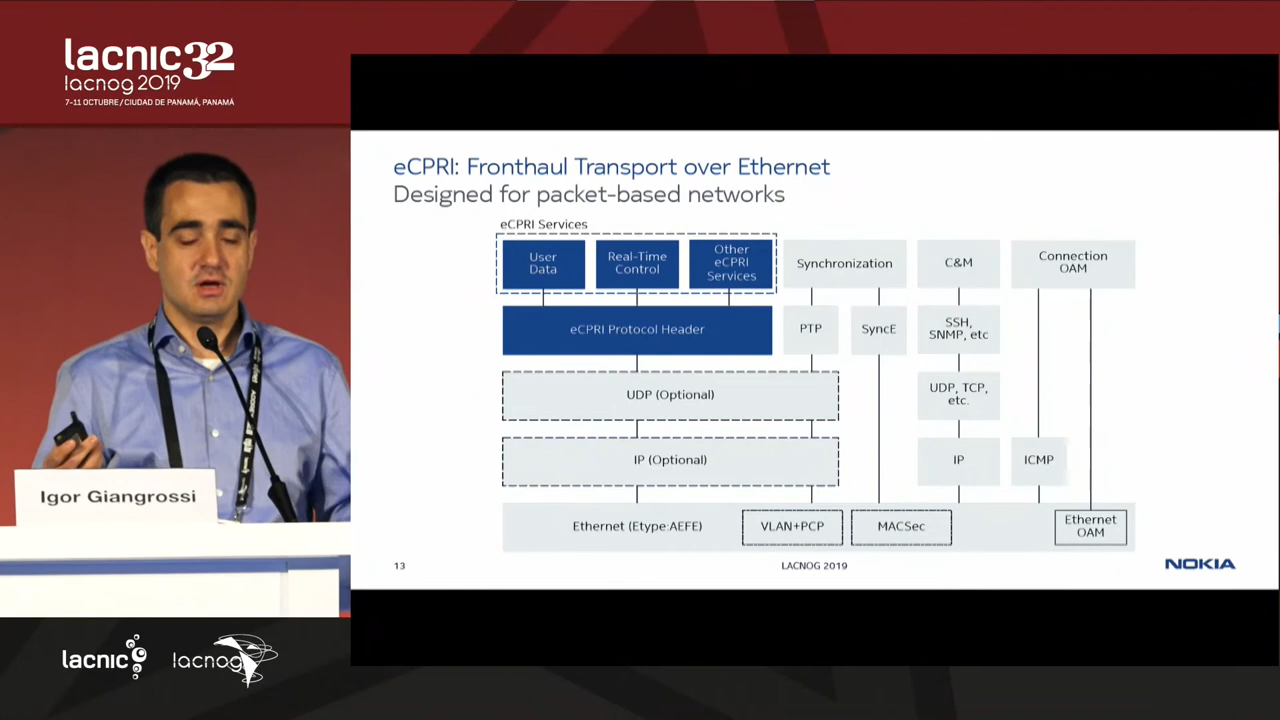 lacnic32
lacnog 2019
7-11 OCTUBRE / CIUDAD DE PANAMÁ, PANAMÁ
eCPRI: Fronthaul Transport over Ethernet
Designed for packet-based networks
eCPRI Services
User
Data
Real-Time
Control
Other
eCPRI
Services
Synchronization
C&M
Connection
OAM
eCPRI Protocol Header
PTP
SyncE
SSH,
SNMP, etc
UDP (Optional)
UDP, TCP,
etc.
IP (Optional)
IP
ICMP
Ethernet (Etype:AEFE)
VLAN+PCP
MACSec
Ethernet
OAM
13
LACNOG 2019
NOKIA
Igor Giangrossi
lacnic
lacnog